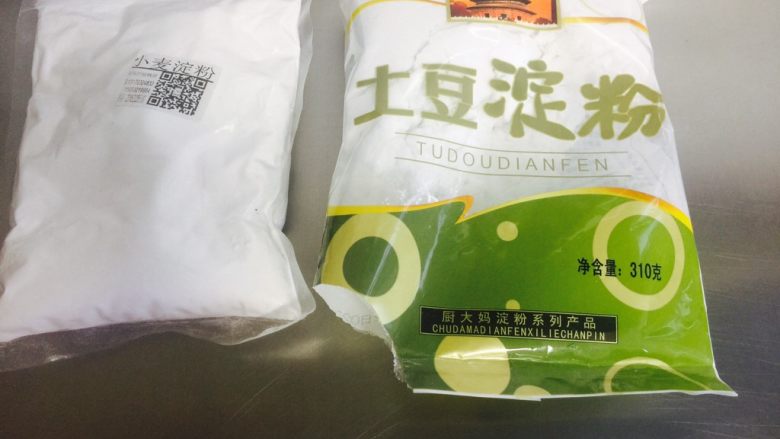 小麦淀粉
土豆淀粉
TUDOUDIANFEN
净含量：310克
厨大妈淀粉系列产品
CHUDAMADIANFENXILIECHANPIN